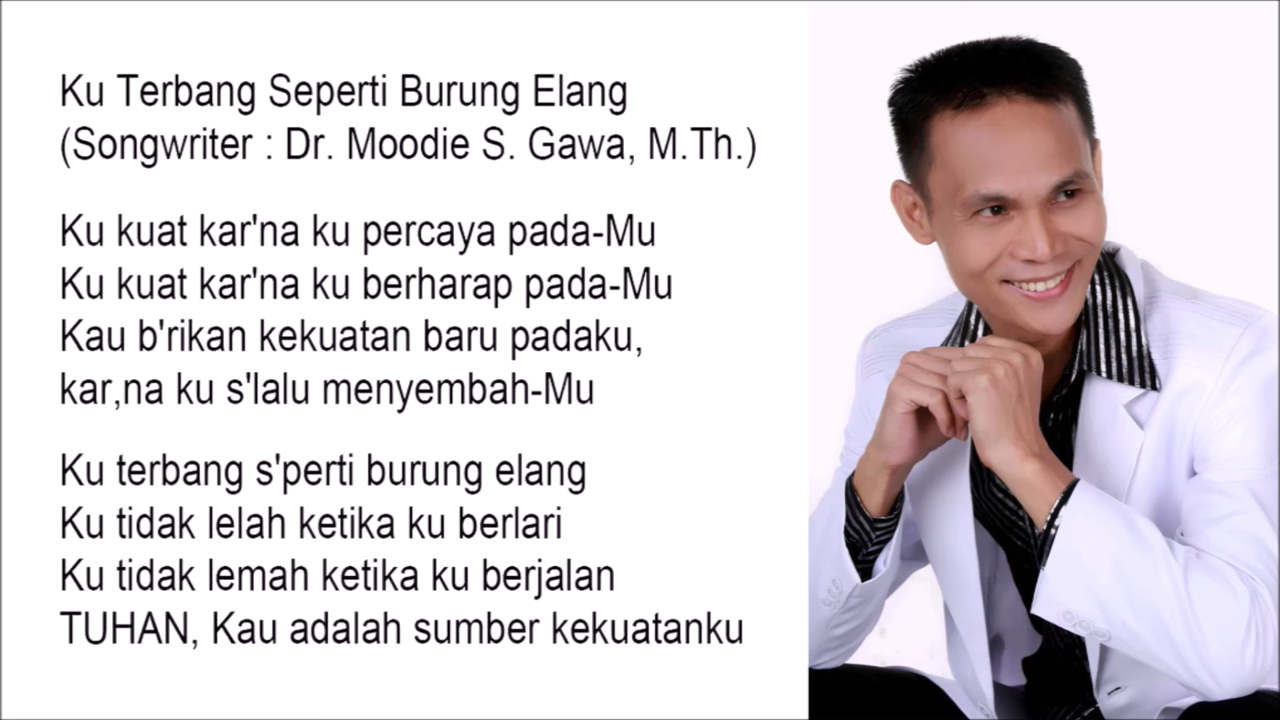 Ku Terbang Seperti Burung Elang
(Songwriter : Dr. Moodie S. Gawa, M.Th.)
Ku kuat kar'na ku percaya pada-Mu
Ku kuat kar'na ku berharap pada-Mu
Kau b'rikan kekuatan baru padaku,
kar,na ku s'lalu menyembah-Mu
Ku terbang s'perti burung elang
Ku tidak lelah ketika ku berlari
Ku tidak lemah ketika ku berjalan
TUHAN, Kau adalah sumber kekuatanku